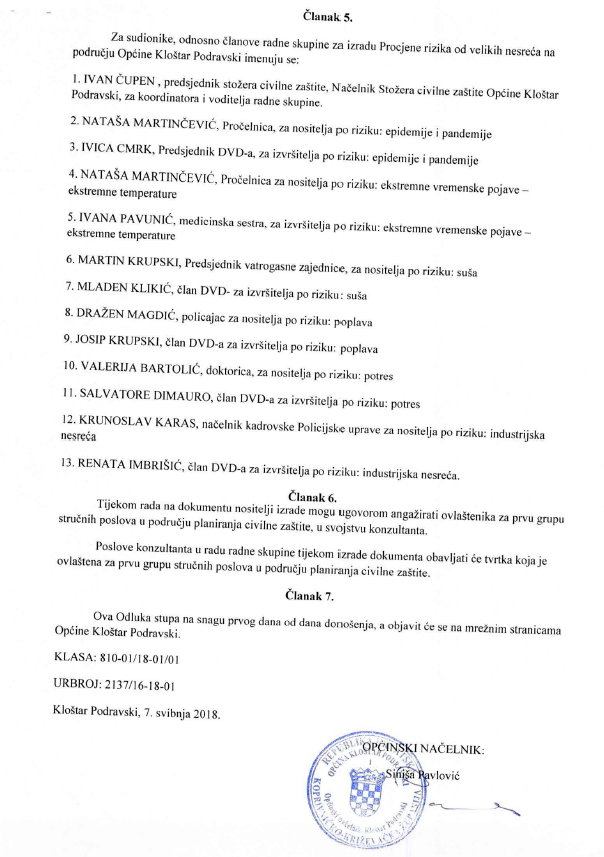 Članak 5.
Za sudionike, odnosno članove radne skupine za izradu Procjene rizika od velikih nesreća na
području Općine Kloštar Podravski imenuju se:
1. IVAN ČUPEN , predsjednik stožera civilne zaštite, Načelnik Stožera civilne zaštite Općine Kloštar
Podravski, za koordinatora i voditelja radne skupine.
2. NATAŠA MARTINČEVIĆ, Pročelnica, za nositelja po riziku: epidemije i pandemije
3. IVICA CMRK, Predsjednik DVD-a, za izvršitelja po riziku: epidemije i pandemije
4. NATAŠA MARTINČEVIĆ, Pročelnica za nositelja po riziku: ekstremne vremenske pojave –
ekstremne temperature
5. IVANA PAVUNIĆ, medicinska sestra, za izvršitelja po riziku: ekstremne vremenske pojave –
ekstremne temperature
6. MARTIN KRUPSKI, Predsjednik vatrogasne zajednice, za nositelja po riziku: suša
7. MLADEN KLIKIĆ, član DVD- za izvršitelja po riziku: suša
8. DRAŽEN MAGDIĆ, policajac za nositelja po riziku: poplava
9. JOSIP KRUPSKI, član DVD-a za izvršitelja po riziku: poplava
10. VALERIJA BARTOLIĆ, doktorica, za nositelja po riziku: potres
11. SALVATORE DIMAURO, član DVD-a za izvršitelja po riziku: potres
12. KRUNOSLAV KARAS, načelnik kadrovske Policijske uprave za nositelja po riziku: industrijska
nesreća
13. RENATA IMBRIŠIĆ, član DVD-a za izvršitelja po riziku: industrijska nesreća.
Članak 6.
Tijekom rada na dokumentu nositelji izrade mogu ugovorom angažirati ovlaštenika za prvu grupu
stručnih poslova u području planiranja civilne zaštite, u svojstvu konzultanta.
Poslove konzultanta u radu radne skupine tijekom izrade dokumenta obavljati će tvrtka koja je
ovlaštena za prvu grupu stručnih poslova u području planiranja civilne zaštite.
Članak 7.
Ova Odluka stupa na snagu prvog dana od dana donošenja, a objavit će se na mrežnim stranicama
Općine Kloštar Podravski.
KLASA: 810-01/18-01/01
URBROJ: 2137/16-18-01
Kloštar Podravski, 7. svibnja 2018.
OPĆINSKI NAČELNIK:
Siniša Pavlović
REPUBLIKA HRVATSKA
KOPRIVNIČKO-KRIŽEVAČKA ŽUPANIJA
OPĆINA KLOŠTAR PODRAVSKI
1
Općinski načelnik, Kloštar Podravski